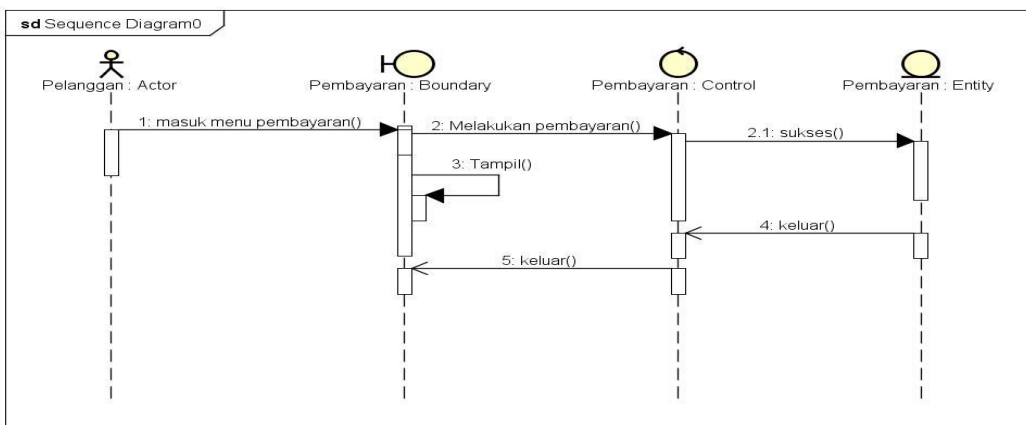 sd Sequence Diagram0
Pelanggan : Actor
Pembayaran : Boundary
Pembayaran : Control
Pembayaran : Entity
1: masuk menu pembayaran()
2: Melakukan pembayaran()
2.1: sukses()
3: Tampil()
4: keluar()
5: keluar()